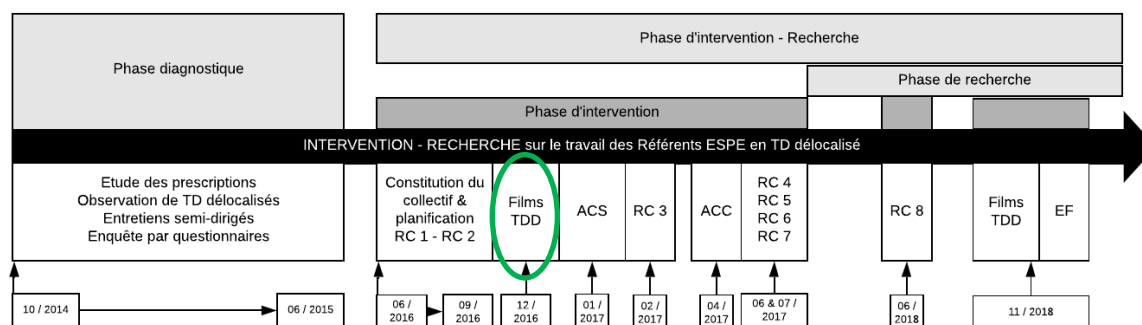 Phase d'intervention - Recherche
Phase diagnostique
Phase de recherche
Phase d'intervention
INTERVENTION - RECHERCHE sur le travail des Référents ESPE en TD délocalisé
Etude des prescriptions
Observation de TD délocalisés
Entretiens semi-dirigés
Enquête par questionnaires
Constitution du
collectif &
planification
RC 1 - RC 2
Films
TDD
ACS
RC 3
ACC
RC 4
RC 5
RC 6
RC 7
RC 8
Films
TDD
EF
10 / 2014
06 / 2015
06 /
2016
09 /
2016
12 /
2016
01 /
2017
02 /
2017
04 /
2017
06 & 07 /
2017
06 /
2018
11 / 2018